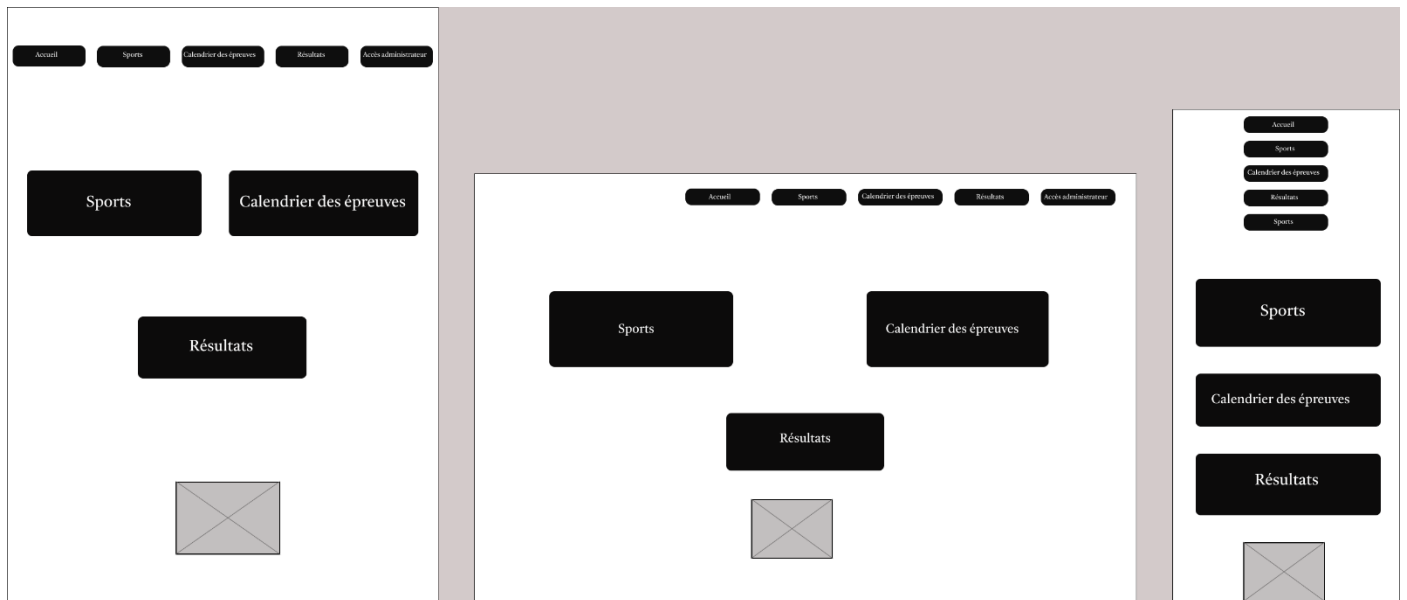 Accueil
Sports
Calendrier des épreuves
Résultats
Accès administrateur
Sports
Calendrier des épreuves
Résultats
Accueil
Sports
Calendrier des épreuves
Résultats
Accès administrateur
Sports
Calendrier des épreuves
Résultats
Accueil
Sports
Calendrier des épreuves
Résultats
Sports
Sports
Calendrier des épreuves
Résultats